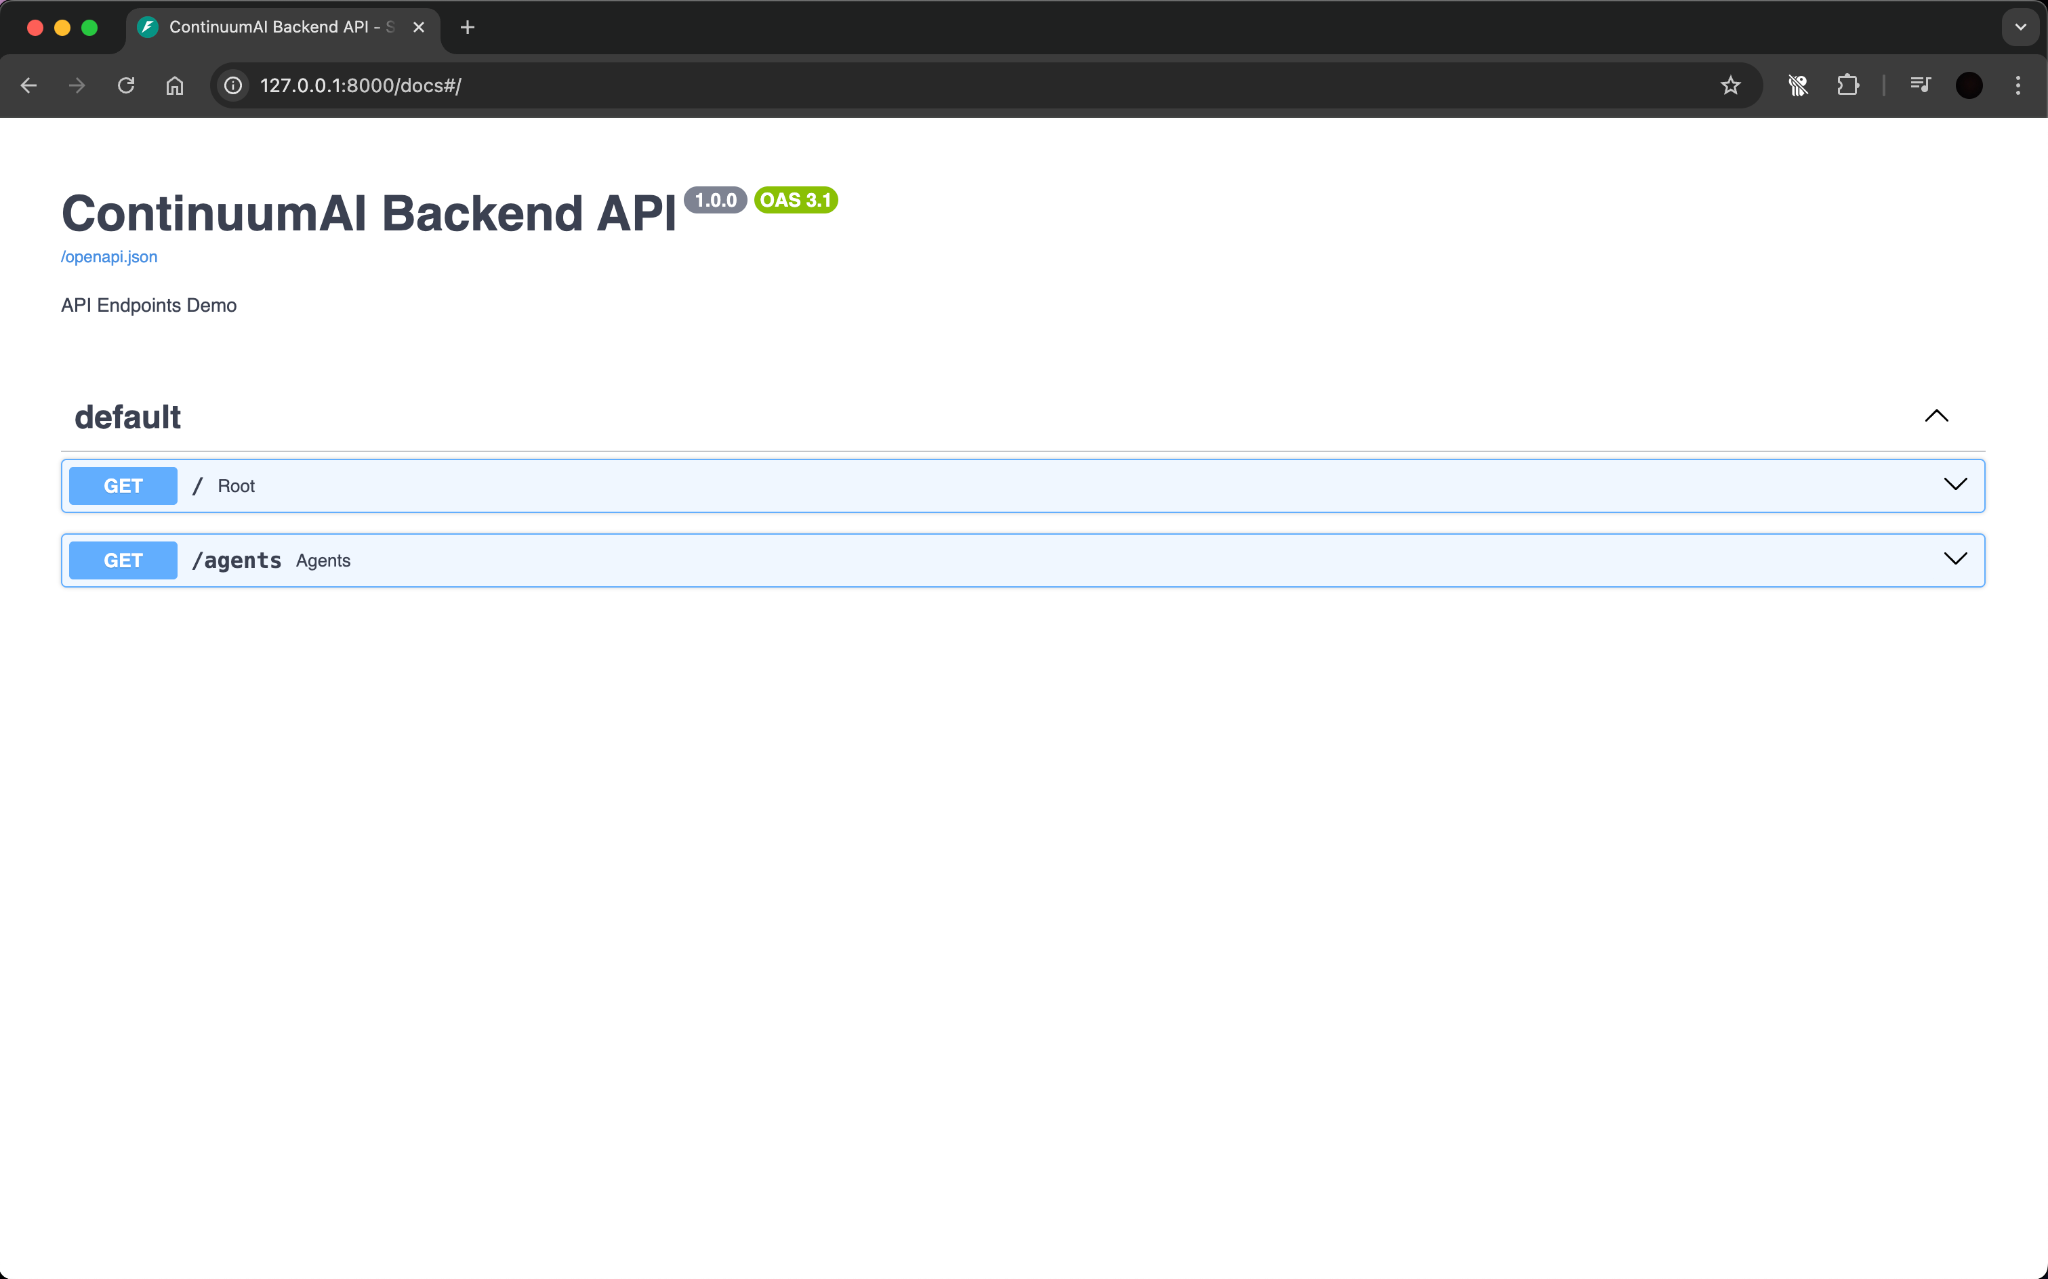 ContinuumAI Backend API - S
127.0.0.1:8000/docs#/
ContinuumAI Backend API 1.0.0 OAS 3.1
/openapi.json
API Endpoints Demo
default
GET / Root
GET /agents Agents